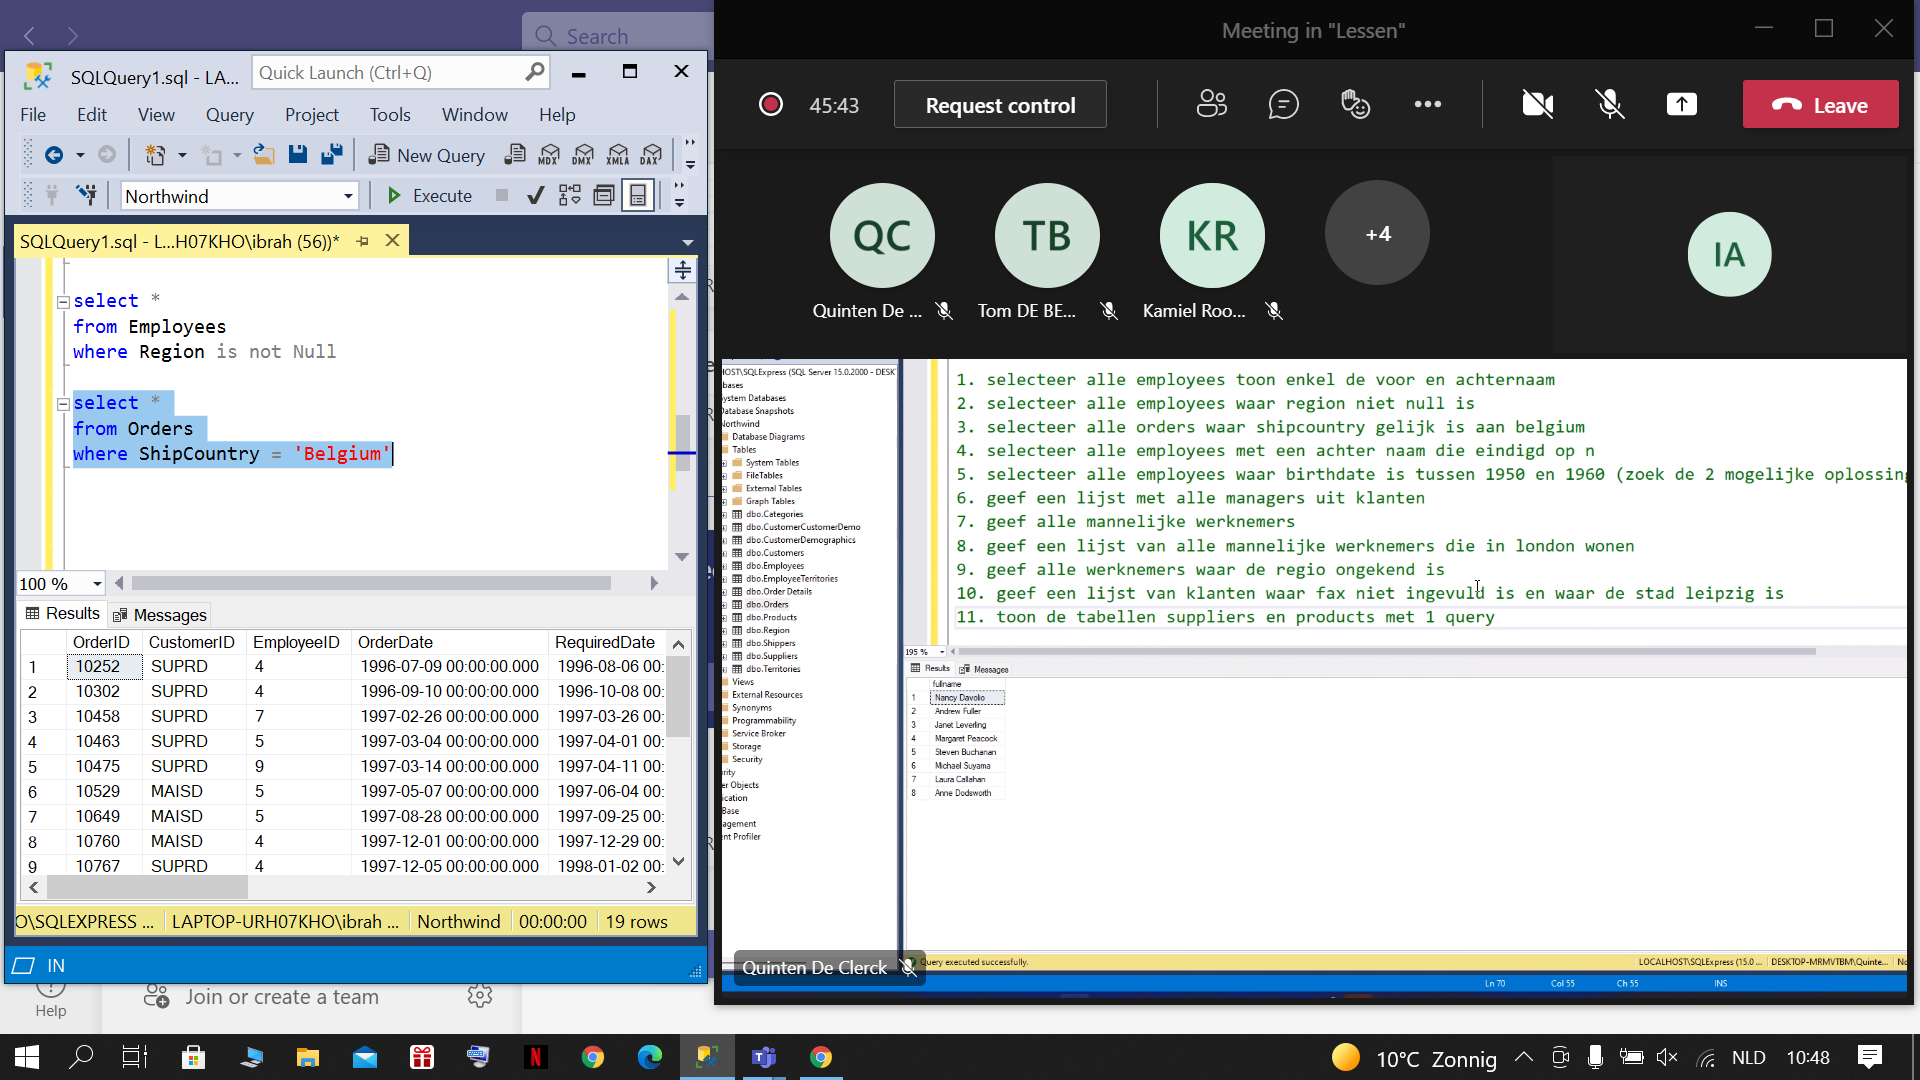 Search
SQLQuery1.sql - LA...
Quick Launch (Ctrl+Q)
File Edit View Query Project Tools Window Help
New Query
MDX DMX XMLA DAX
Northwind
Execute
SQLQuery1.sql - L...H07KHO\ibrah (56))*
select *
from Employees
where Region is not Null
select *
from Orders
where ShipCountry = 'Belgium'
100 %
Results Messages
OrderID CustomerID EmployeeID OrderDate RequiredDate
1 10252 SUPRD 4 1996-07-09 00:00:00.000 1996-08-06 00:
2 10302 SUPRD 4 1996-09-10 00:00:00.000 1996-10-08 00:
3 10458 SUPRD 7 1997-02-26 00:00:00.000 1997-03-26 00:
4 10463 SUPRD 5 1997-03-04 00:00:00.000 1997-04-01 00:
5 10475 SUPRD 9 1997-03-14 00:00:00.000 1997-04-11 00:
6 10529 MAISD 5 1997-05-07 00:00:00.000 1997-06-04 00:
7 10649 MAISD 5 1997-08-28 00:00:00.000 1997-09-25 00:
8 10760 MAISD 4 1997-12-01 00:00:00.000 1997-12-29 00:
9 10767 SUPRD 4 1997-12-05 00:00:00.000 1998-01-02 00:
O\SQLEXPRESS ... LAPTOP-URH07KHO\ibrah ... Northwind 00:00:00 19 rows
IN
Help
Join or create a team
Meeting in "Lessen"
45:43
Request control
Leave
QC TB KR +4 IA
Quinten De ... Tom DE BE... Kamiel Roo...
HOST\SQLExpress (SQL Server 15.0.2000 - DESK
bases
ystem Databases
Database Snapshots
Northwind
Database Diagrams
Tables
System Tables
FileTables
External Tables
Graph Tables
dbo.Categories
dbo.CustomerCustomerDemo
dbo.CustomerDemographics
dbo.Customers
dbo.Employees
dbo.EmployeeTerritories
dbo.Order Details
dbo.Orders
dbo.Products
dbo.Region
dbo.Shippers
dbo.Suppliers
dbo.Territories
Views
External Resources
Synonyms
Programmability
Service Broker
Storage
Security
rity
er Objects
ication
Base
agement
nt Profiler
1. selecteer alle employees toon enkel de voor en achternaam
2. selecteer alle employees waar region niet null is
3. selecteer alle orders waar shipcountry gelijk is aan belgium
4. selecteer alle employees met een achter naam die eindigd op n
5. selecteer alle employees waar birthdate is tussen 1950 en 1960 (zoek de 2 mogelijke oplossing
6. geef een lijst met alle managers uit klanten
7. geef alle mannelijke werknemers
8. geef een lijst van alle mannelijke werknemers die in london wonen
9. geef alle werknemers waar de regio ongekend is
10. geef een lijst van klanten waar fax niet ingevuld is en waar de stad leipzig is
11. toon de tabellen suppliers en products met 1 query
195 %
Results Messages
fullname
1 Nancy Davolio
2 Andrew Fuller
3 Janet Leverling
4 Margaret Peacock
5 Steven Buchanan
6 Michael Suyama
7 Laura Callahan
8 Anne Dodsworth
Quinten De Clerck
Query executed successfully.
LOCALHOST\SQLExpress (15.0 ... DESKTOP-MRMVTBM\Quinte...
Ln 70 Col 55 Ch 55 INS
10°C Zonnig
NLD 10:48